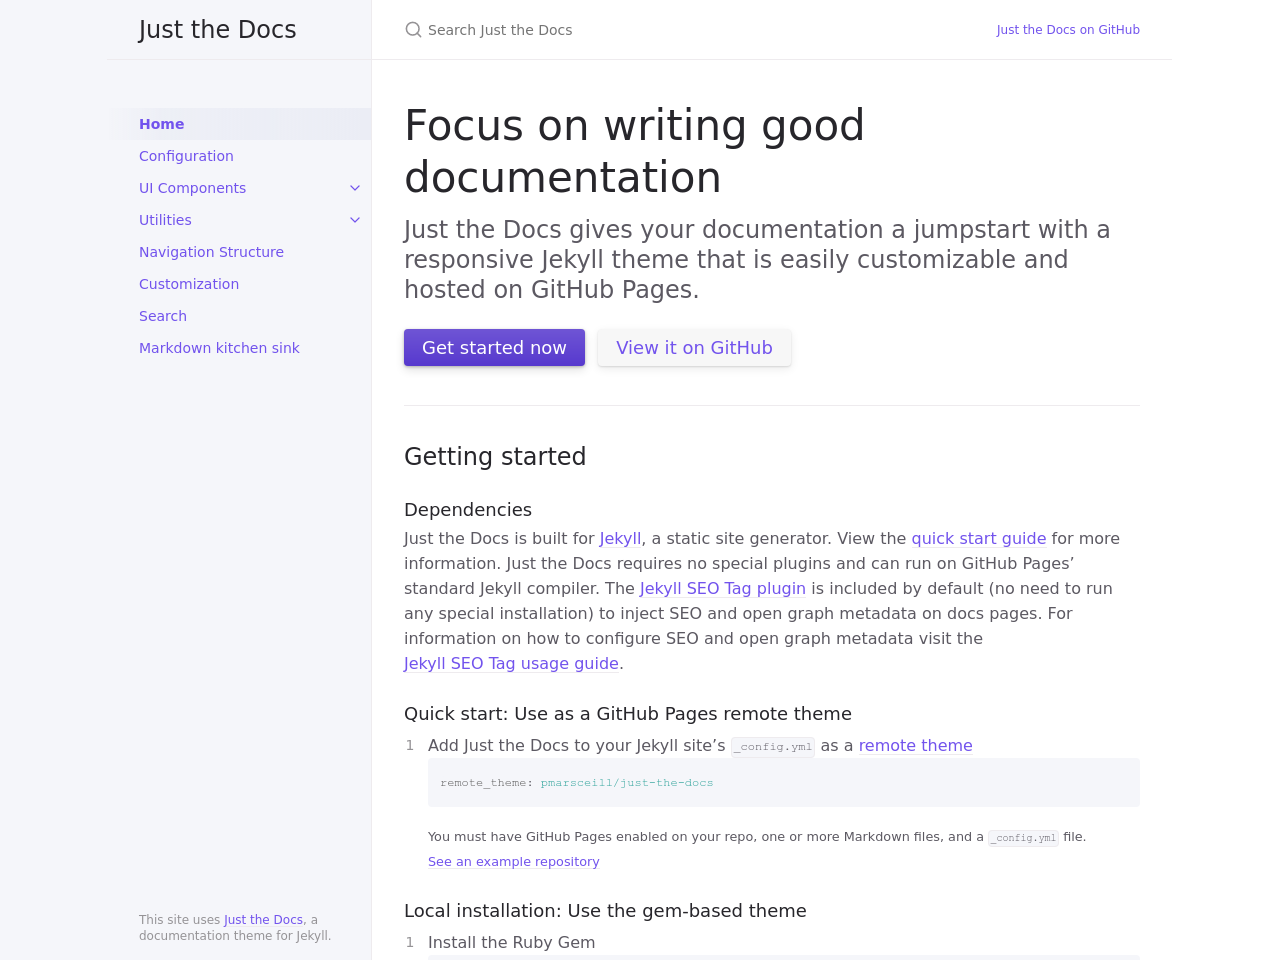 Just the Docs
Search Just the Docs
Just the Docs on GitHub
Home
Configuration
UI Components
Utilities
Navigation Structure
Customization
Search
Markdown kitchen sink
This site uses Just the Docs, a
documentation theme for Jekyll.
Focus on writing good
documentation
Just the Docs gives your documentation a jumpstart with a
responsive Jekyll theme that is easily customizable and
hosted on GitHub Pages.
Get started now
View it on GitHub
Getting started
Dependencies
Just the Docs is built for Jekyll, a static site generator. View the quick start guide for more
information. Just the Docs requires no special plugins and can run on GitHub Pages’
standard Jekyll compiler. The Jekyll SEO Tag plugin is included by default (no need to run
any special installation) to inject SEO and open graph metadata on docs pages. For
information on how to configure SEO and open graph metadata visit the
Jekyll SEO Tag usage guide.
Quick start: Use as a GitHub Pages remote theme
1 Add Just the Docs to your Jekyll site’s _config.yml as a remote theme
remote_theme: pmarsceill/just-the-docs
You must have GitHub Pages enabled on your repo, one or more Markdown files, and a _config.yml file.
See an example repository
Local installation: Use the gem-based theme
1 Install the Ruby Gem